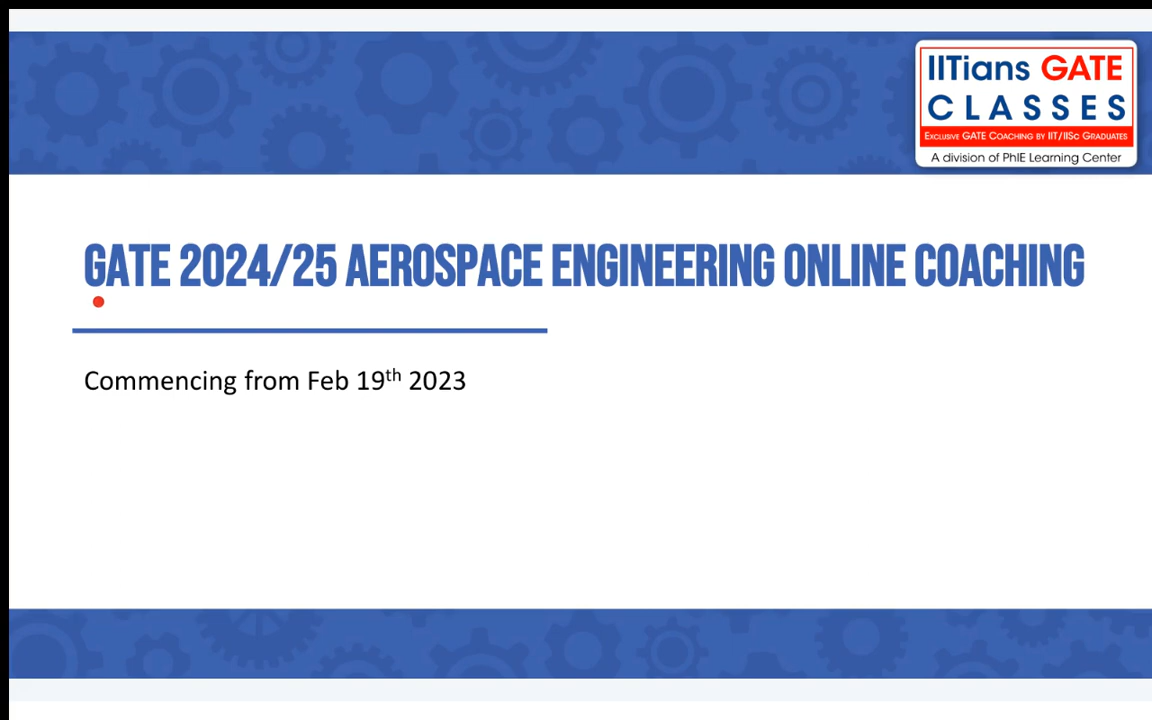 IITians GATE
CLASSES
EXCLUSIVE GATE COACHING BY IIT/IISC GRADUATES
A division of PhIE Learning Center
GATE 2024/25 AEROSPACE ENGINEERING ONLINE COACHING
Commencing from Feb 19th 2023